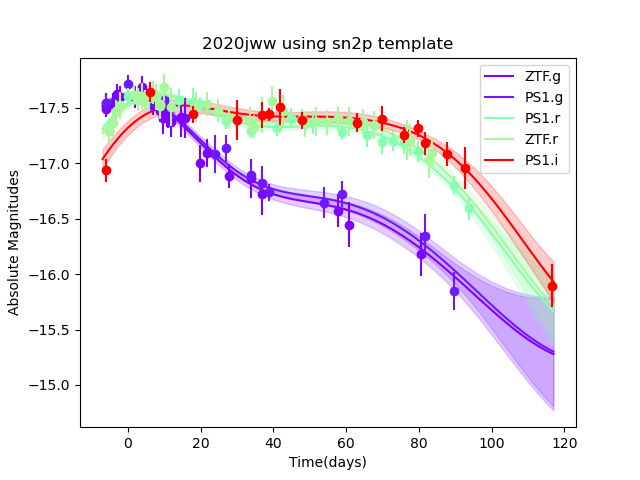 2020jww using sn2p template
ZTF.g
PS1.g
PS1.r
ZTF.r
PS1.i
Absolute Magnitudes
−17.5
−17.0
−16.5
−16.0
−15.5
−15.0
0 20 40 60 80 100 120
Time(days)